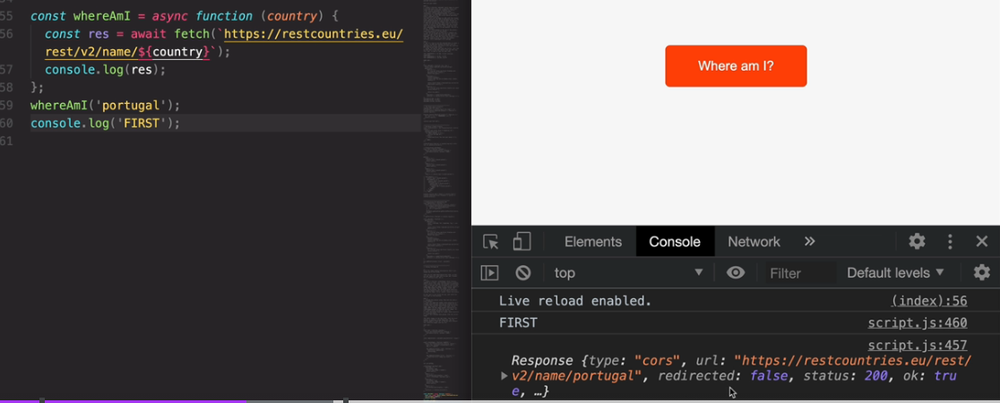 55 const whereAmI = async function (country) {
56 const res = await fetch(`https://restcountries.eu/
rest/v2/name/${country}`);
57 console.log(res);
58 };
59 whereAmI('portugal');
60 console.log('FIRST');
61
Where am I?
Elements Console Network »
top Filter Default levels
Live reload enabled. (index):56
FIRST script.js:460
script.js:457
Response {type: "cors", url: "https://restcountries.eu/rest/
v2/name/portugal", redirected: false, status: 200, ok: tru
e, …}